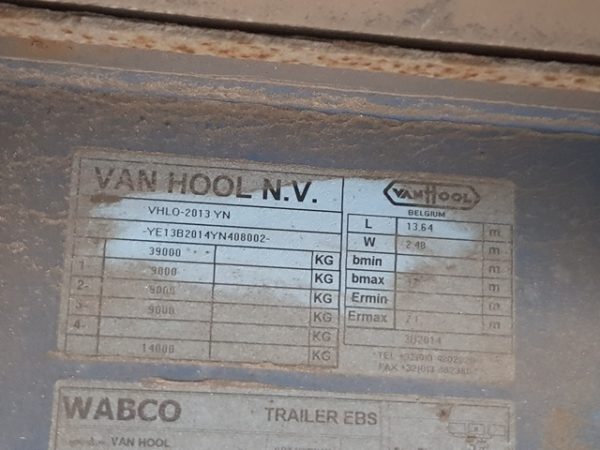 VAN HOOL N.V.
VHLO-2013 YN
-YE13B2014YN408002-
39000 KG
1- 9000 KG
2- 9000 KG
3- 9000 KG
4- KG
14000 KG
VANHOOL
BELGIUM
L 13.64 m
W 2.48 m
bmin m
bmax m
Ermin m
Ermax m
WABCO TRAILER EBS
VAN HOOL